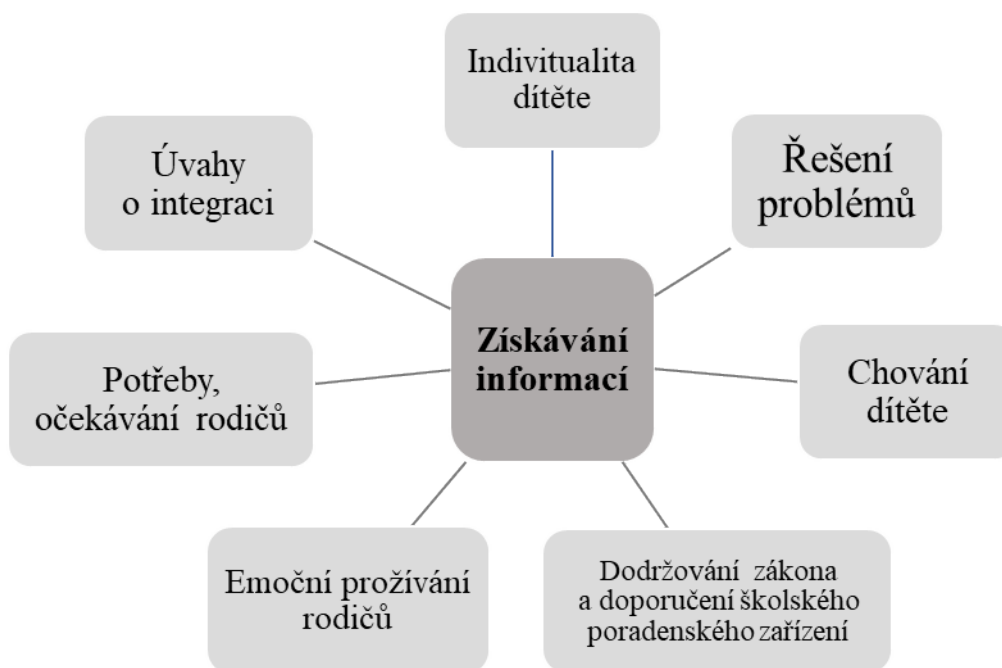 Indivitualita
dítěte
Úvahy
o integraci
Řešení
problémů
Získávání
informací
Potřeby,
očekávání rodičů
Chování
dítěte
Emoční prožívání
rodičů
Dodržování zákona
a doporučení školského
poradenského zařízení